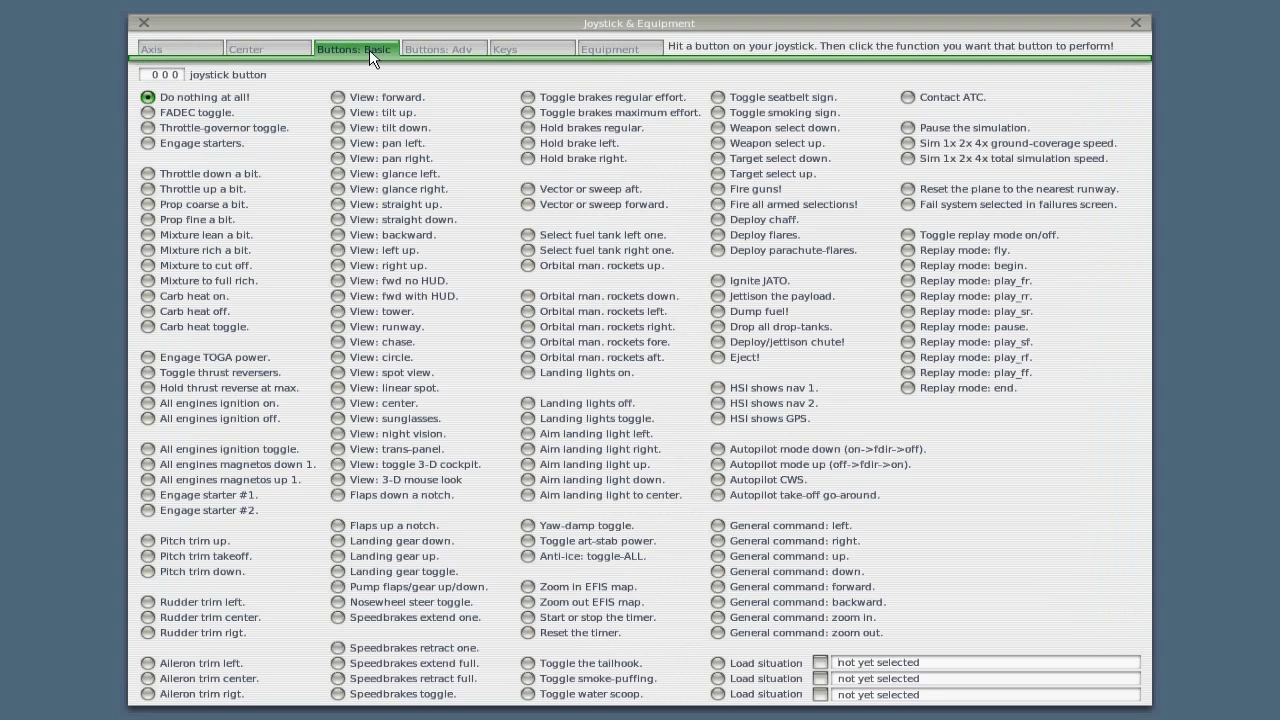 Joystick & Equipment
Axis
Center
Buttons: Basic
Buttons: Adv
Keys
Equipment
Hit a button on your joystick. Then click the function you want that button to perform!
0 0 0 joystick button
Do nothing at all!
FADEC toggle.
Throttle-governor toggle.
Engage starters.
Throttle down a bit.
Throttle up a bit.
Prop coarse a bit.
Prop fine a bit.
Mixture lean a bit.
Mixture rich a bit.
Mixture to cut off.
Mixture to full rich.
Carb heat on.
Carb heat off.
Carb heat toggle.
Engage TOGA power.
Toggle thrust reversers.
Hold thrust reverse at max.
All engines ignition on.
All engines ignition off.
All engines ignition toggle.
All engines magnetos down 1.
All engines magnetos up 1.
Engage starter #1.
Engage starter #2.
Pitch trim up.
Pitch trim takeoff.
Pitch trim down.
Rudder trim left.
Rudder trim center.
Rudder trim rigt.
Aileron trim left.
Aileron trim center.
Aileron trim rigt.
View: forward.
View: tilt up.
View: tilt down.
View: pan left.
View: pan right.
View: glance left.
View: glance right.
View: straight up.
View: straight down.
View: backward.
View: left up.
View: right up.
View: fwd no HUD.
View: fwd with HUD.
View: tower.
View: runway.
View: chase.
View: circle.
View: spot view.
View: linear spot.
View: center.
View: sunglasses.
View: night vision.
View: trans-panel.
View: toggle 3-D cockpit.
View: 3-D mouse look
Flaps down a notch.
Flaps up a notch.
Landing gear down.
Landing gear up.
Landing gear toggle.
Pump flaps/gear up/down.
Nosewheel steer toggle.
Speedbrakes extend one.
Speedbrakes retract one.
Speedbrakes extend full.
Speedbrakes retract full.
Speedbrakes toggle.
Toggle brakes regular effort.
Toggle brakes maximum effort.
Hold brakes regular.
Hold brake left.
Hold brake right.
Vector or sweep aft.
Vector or sweep forward.
Select fuel tank left one.
Select fuel tank right one.
Orbital man. rockets up.
Orbital man. rockets down.
Orbital man. rockets left.
Orbital man. rockets right.
Orbital man. rockets fore.
Orbital man. rockets aft.
Landing lights on.
Landing lights off.
Landing lights toggle.
Aim landing light left.
Aim landing light right.
Aim landing light up.
Aim landing light down.
Aim landing light to center.
Yaw-damp toggle.
Toggle art-stab power.
Anti-ice: toggle-ALL.
Zoom in EFIS map.
Zoom out EFIS map.
Start or stop the timer.
Reset the timer.
Toggle the tailhook.
Toggle smoke-puffing.
Toggle water scoop.
Toggle seatbelt sign.
Toggle smoking sign.
Weapon select down.
Weapon select up.
Target select down.
Target select up.
Fire guns!
Fire all armed selections!
Deploy chaff.
Deploy flares.
Deploy parachute-flares.
Ignite JATO.
Jettison the payload.
Dump fuel!
Drop all drop-tanks.
Deploy/jettison chute!
Eject!
HSI shows nav 1.
HSI shows nav 2.
HSI shows GPS.
Autopilot mode down (on->fdir->off).
Autopilot mode up (off->fdir->on).
Autopilot CWS.
Autopilot take-off go-around.
General command: left.
General command: right.
General command: up.
General command: down.
General command: forward.
General command: backward.
General command: zoom in.
General command: zoom out.
Load situation not yet selected
Load situation not yet selected
Load situation not yet selected
Contact ATC.
Pause the simulation.
Sim 1x 2x 4x ground-coverage speed.
Sim 1x 2x 4x total simulation speed.
Reset the plane to the nearest runway.
Fail system selected in failures screen.
Toggle replay mode on/off.
Replay mode: fly.
Replay mode: begin.
Replay mode: play_fr.
Replay mode: play_rr.
Replay mode: play_sr.
Replay mode: pause.
Replay mode: play_sf.
Replay mode: play_rf.
Replay mode: play_ff.
Replay mode: end.